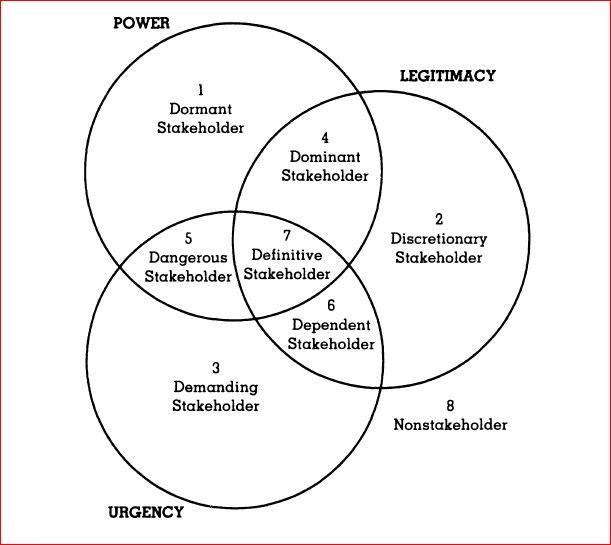 POWER
LEGITIMACY
1
Dormant
Stakeholder
4
Dominant
Stakeholder
2
Discretionary
Stakeholder
5
Dangerous
Stakeholder
7
Definitive
Stakeholder
6
Dependent
Stakeholder
3
Demanding
Stakeholder
8
Nonstakeholder
URGENCY